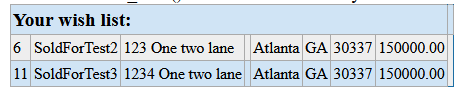 Your wish list:
6 SoldForTest2 123 One two lane Atlanta GA 30337 150000.00
11 SoldForTest3 1234 One two lane Atlanta GA 30337 150000.00